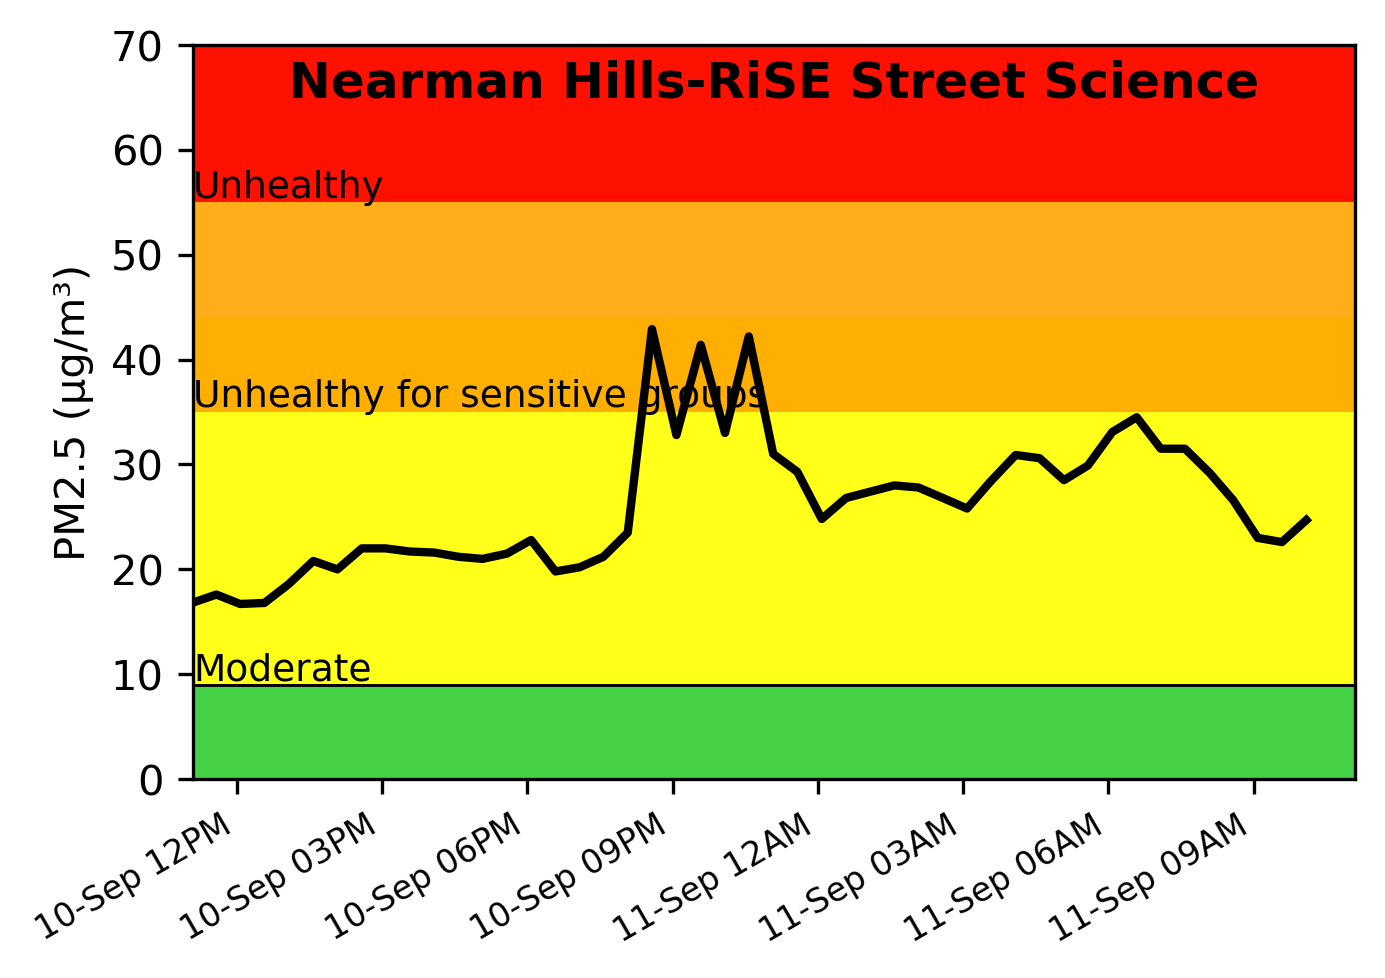 Nearman Hills-RiSE Street Science
PM2.5 (µg/m³)
70
60
50
40
30
20
10
0
Unhealthy
Unhealthy for sensitive groups
Moderate
10-Sep 12PM
10-Sep 03PM
10-Sep 06PM
10-Sep 09PM
11-Sep 12AM
11-Sep 03AM
11-Sep 06AM
11-Sep 09AM